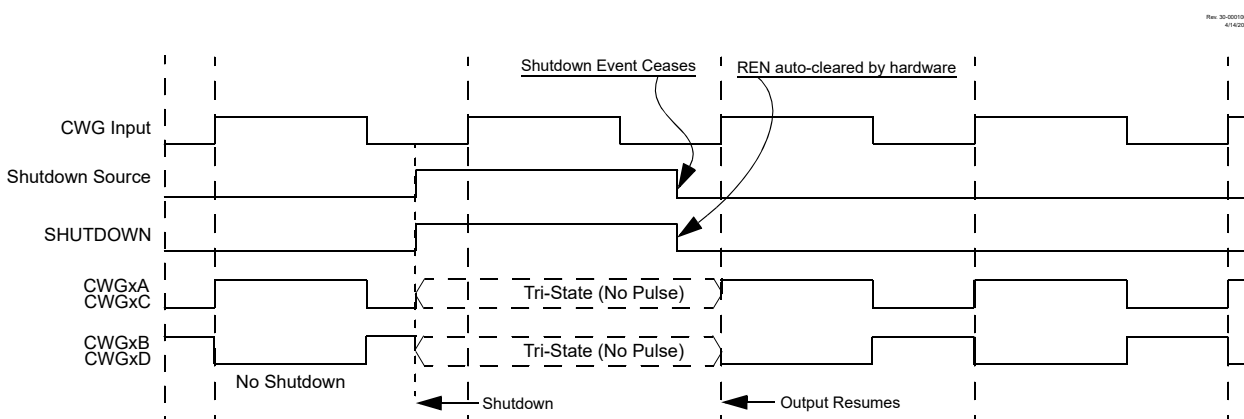 Rev. 30-000106
4/14/20
Shutdown Event Ceases
REN auto-cleared by hardware
CWG Input
Shutdown Source
SHUTDOWN
CWGxA
CWGxC
Tri-State (No Pulse)
CWGxB
CWGxD
Tri-State (No Pulse)
No Shutdown
Shutdown
Output Resumes